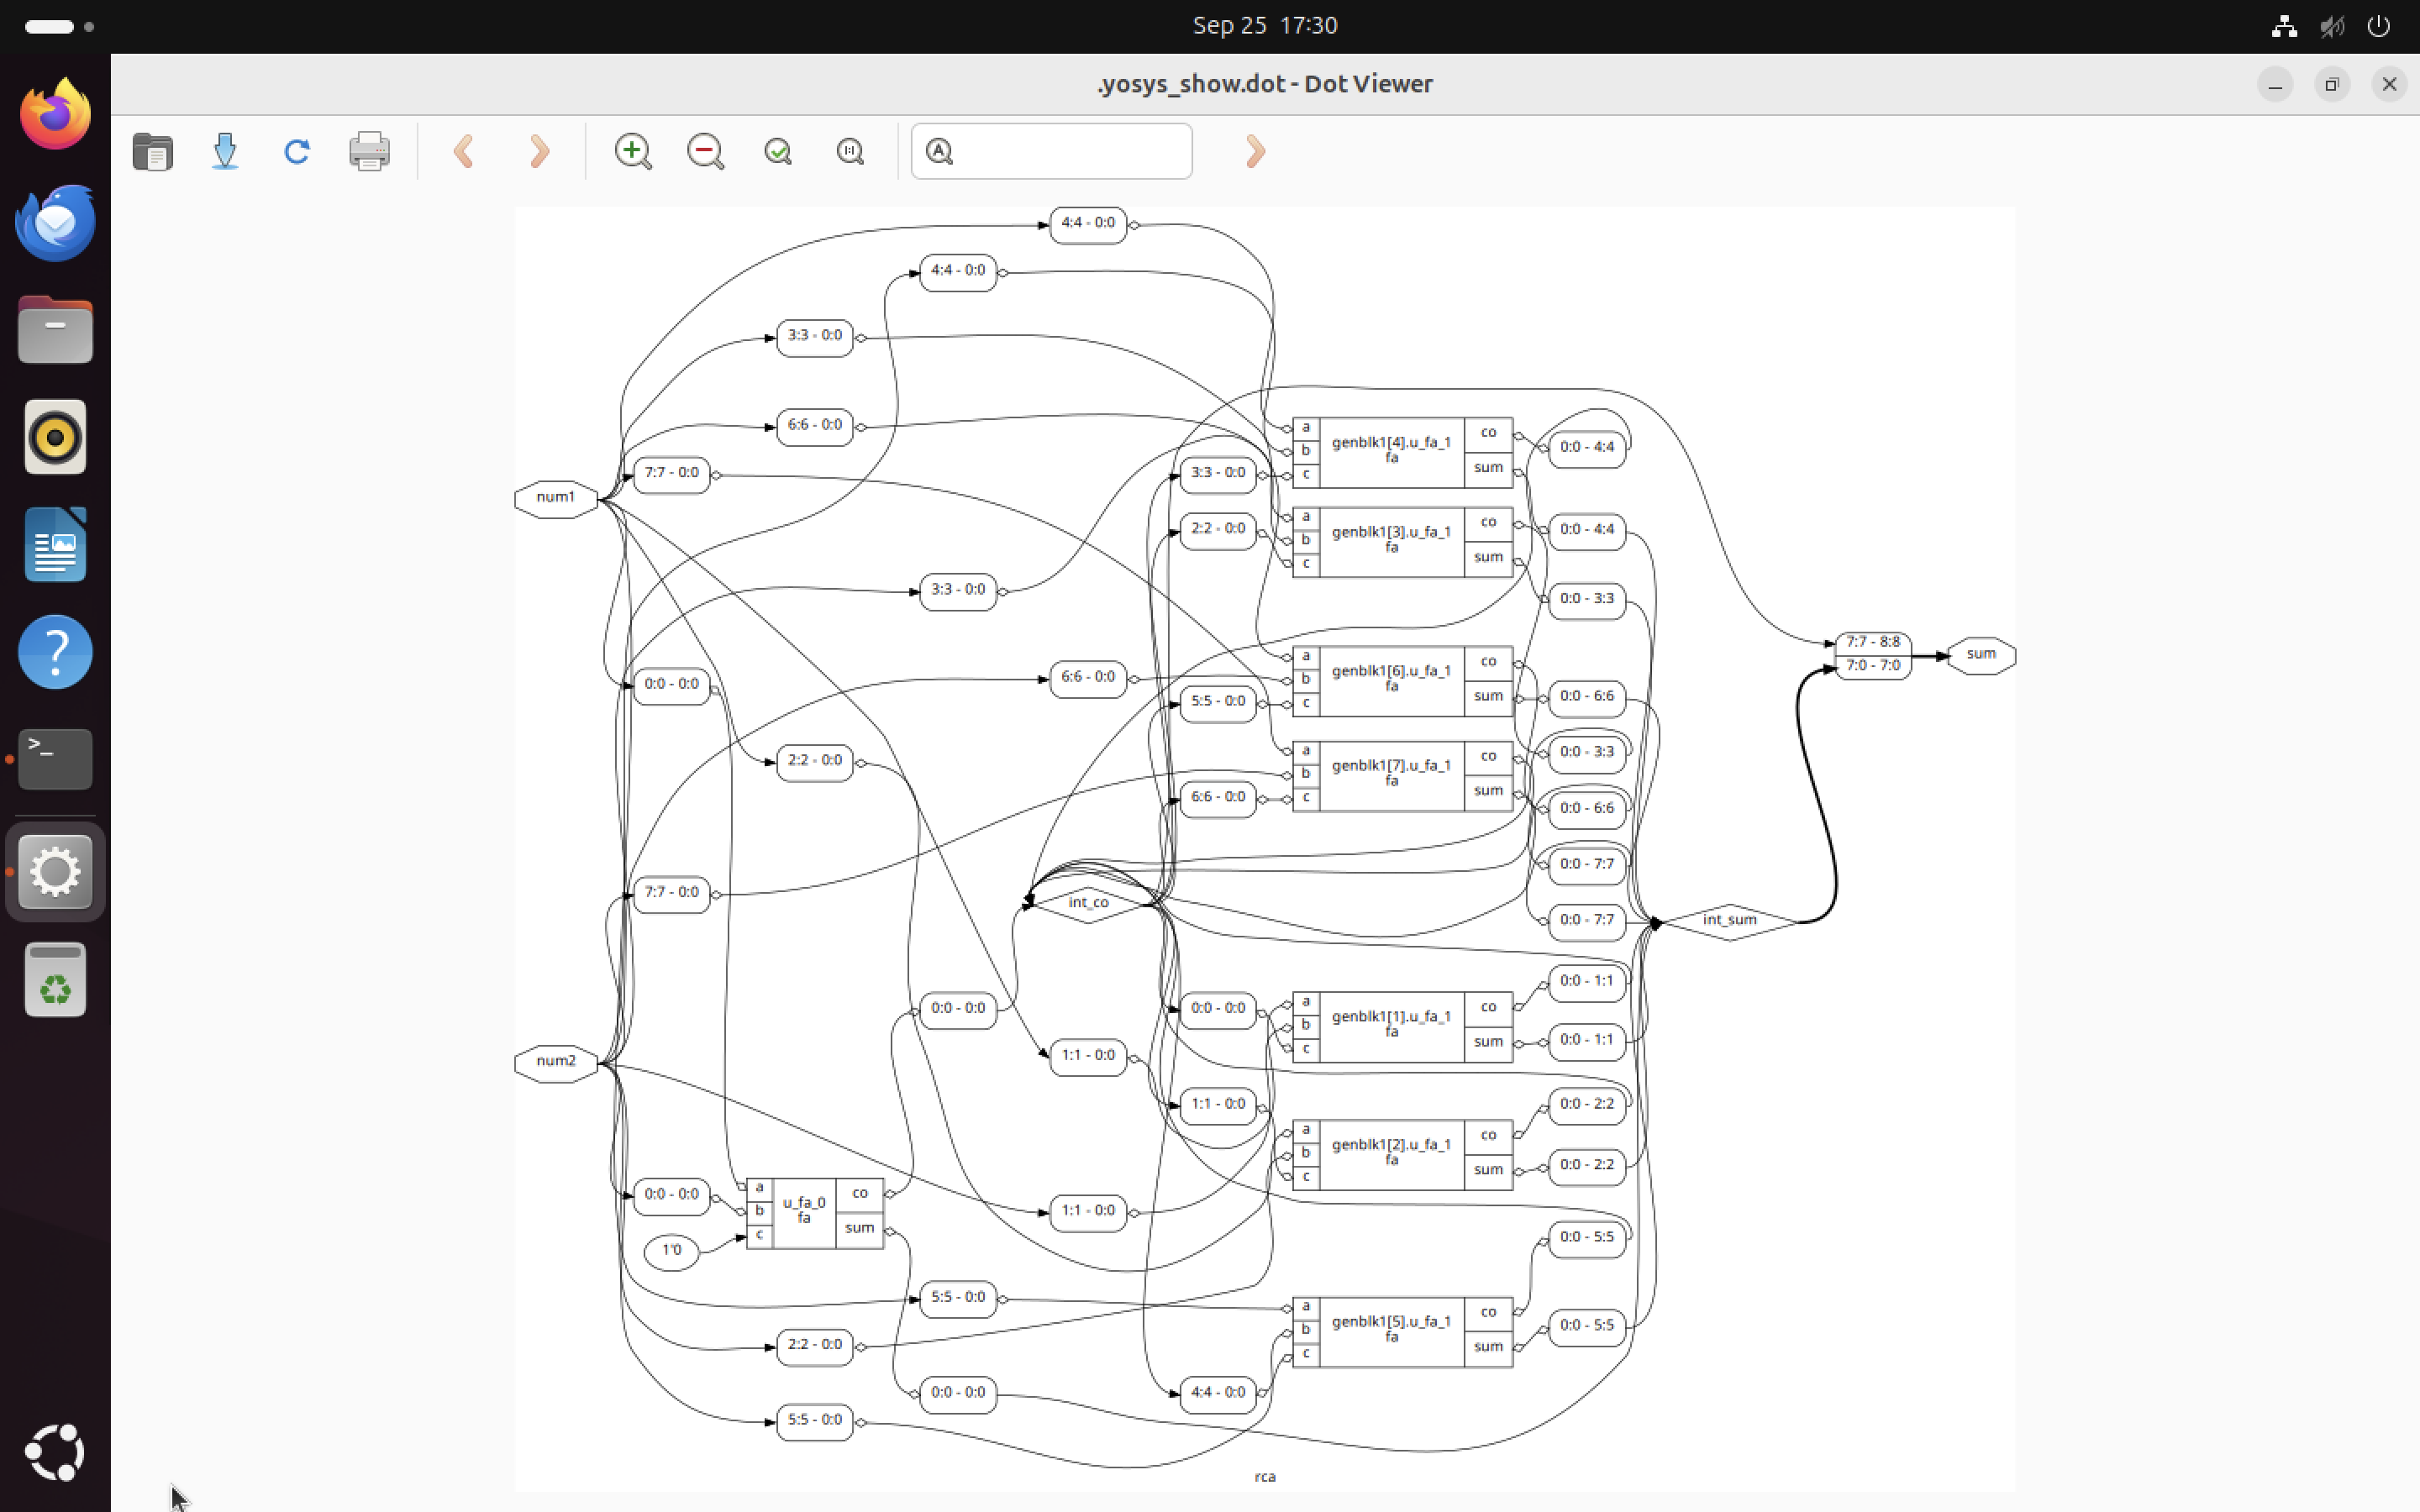 Sep 25 17:30
.yosys_show.dot - Dot Viewer
4:4 - 0:0
4:4 - 0:0
3:3 - 0:0
6:6 - 0:0
7:7 - 0:0
num1
3:3 - 0:0
0:0 - 0:0
6:6 - 0:0
2:2 - 0:0
7:7 - 0:0
int_co
0:0 - 0:0
num2
1:1 - 0:0
0:0 - 0:0
1'0
a
b
c
u_fa_0
fa
co
sum
1:1 - 0:0
5:5 - 0:0
2:2 - 0:0
0:0 - 0:0
5:5 - 0:0
3:3 - 0:0
2:2 - 0:0
5:5 - 0:0
6:6 - 0:0
0:0 - 0:0
1:1 - 0:0
4:4 - 0:0
a
b
c
genblk1[4].u_fa_1
fa
co
sum
a
b
c
genblk1[3].u_fa_1
fa
co
sum
a
b
c
genblk1[6].u_fa_1
fa
co
sum
a
b
c
genblk1[7].u_fa_1
fa
co
sum
a
b
c
genblk1[1].u_fa_1
fa
co
sum
a
b
c
genblk1[2].u_fa_1
fa
co
sum
a
b
c
genblk1[5].u_fa_1
fa
co
sum
0:0 - 4:4
0:0 - 4:4
0:0 - 3:3
0:0 - 6:6
0:0 - 3:3
0:0 - 6:6
0:0 - 7:7
0:0 - 7:7
0:0 - 1:1
0:0 - 1:1
0:0 - 2:2
0:0 - 2:2
0:0 - 5:5
0:0 - 5:5
int_sum
7:7 - 8:8
7:0 - 7:0
sum
rca